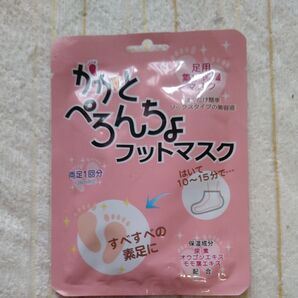 かかと
ぺろんちょ
フットマスク
足用
両足1回分
はいて
10~15分で…
すべすべの
素足に
保湿成分
尿素
オウゴンエキス
モモ葉エキス
配合